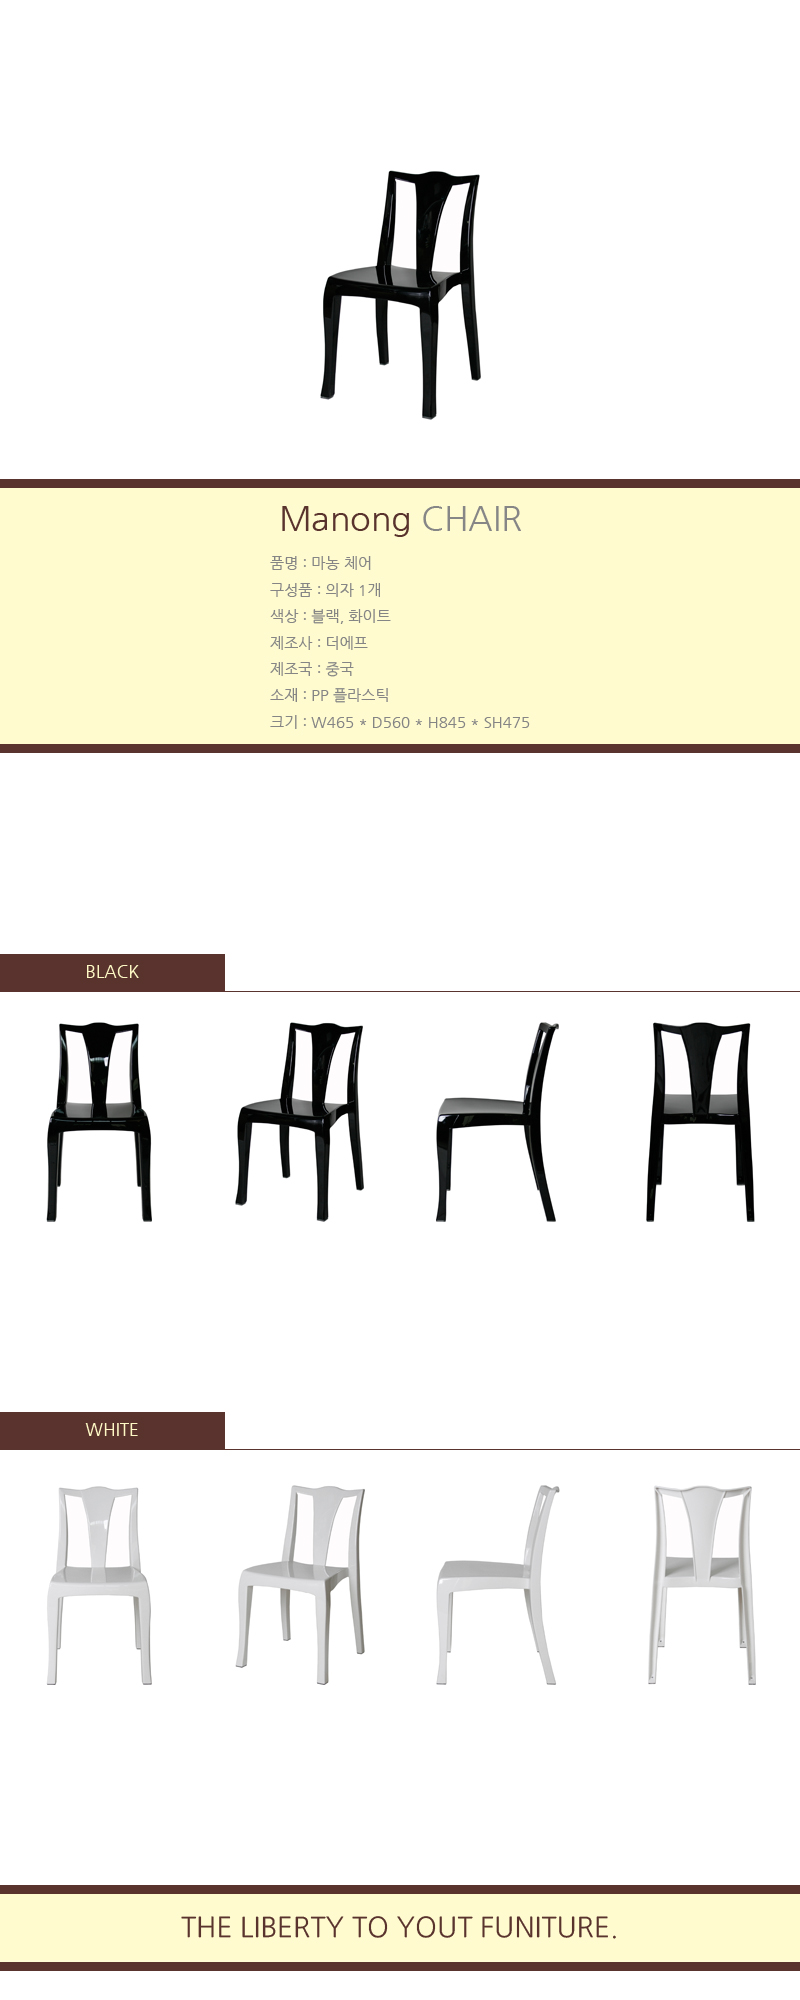 Manong CHAIR
품명 : 마농 체어
구성품 : 의자 1개
색상 : 블랙, 화이트
제조사 : 더에프
제조국 : 중국
소재 : PP 플라스틱
크기 : W465 * D560 * H845 * SH475
BLACK
WHITE
THE LIBERTY TO YOUT FUNITURE.